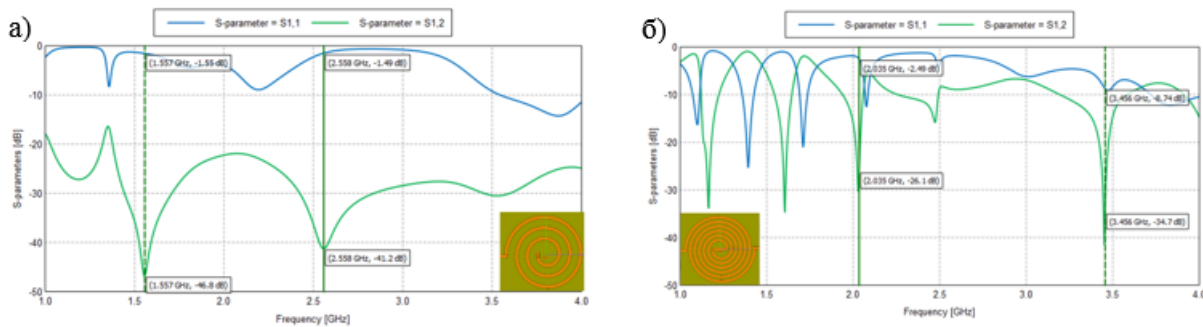 а)
S-parameter = S1,1 S-parameter = S1,2
S-parameters [dB]
0
-10
-20
-30
-40
-50
(1.557 GHz, -1.55 dB)
(2.558 GHz, -1.49 dB)
(2.558 GHz, -41.2 dB)
(1.557 GHz, -46.8 dB)
1.0 1.5 2.0 2.5 3.0 3.5 4.0
Frequency [GHz]
б)
S-parameter = S1,1 S-parameter = S1,2
S-parameters [dB]
0
-10
-20
-30
-40
-50
(2.035 GHz, -2.49 dB)
(3.456 GHz, -8.74 dB)
(2.035 GHz, -26.1 dB)
(3.456 GHz, -34.7 dB)
1.0 1.5 2.0 2.5 3.0 3.5 4.0
Frequency [GHz]